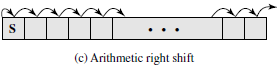 S
• • •
(c) Arithmetic right shift